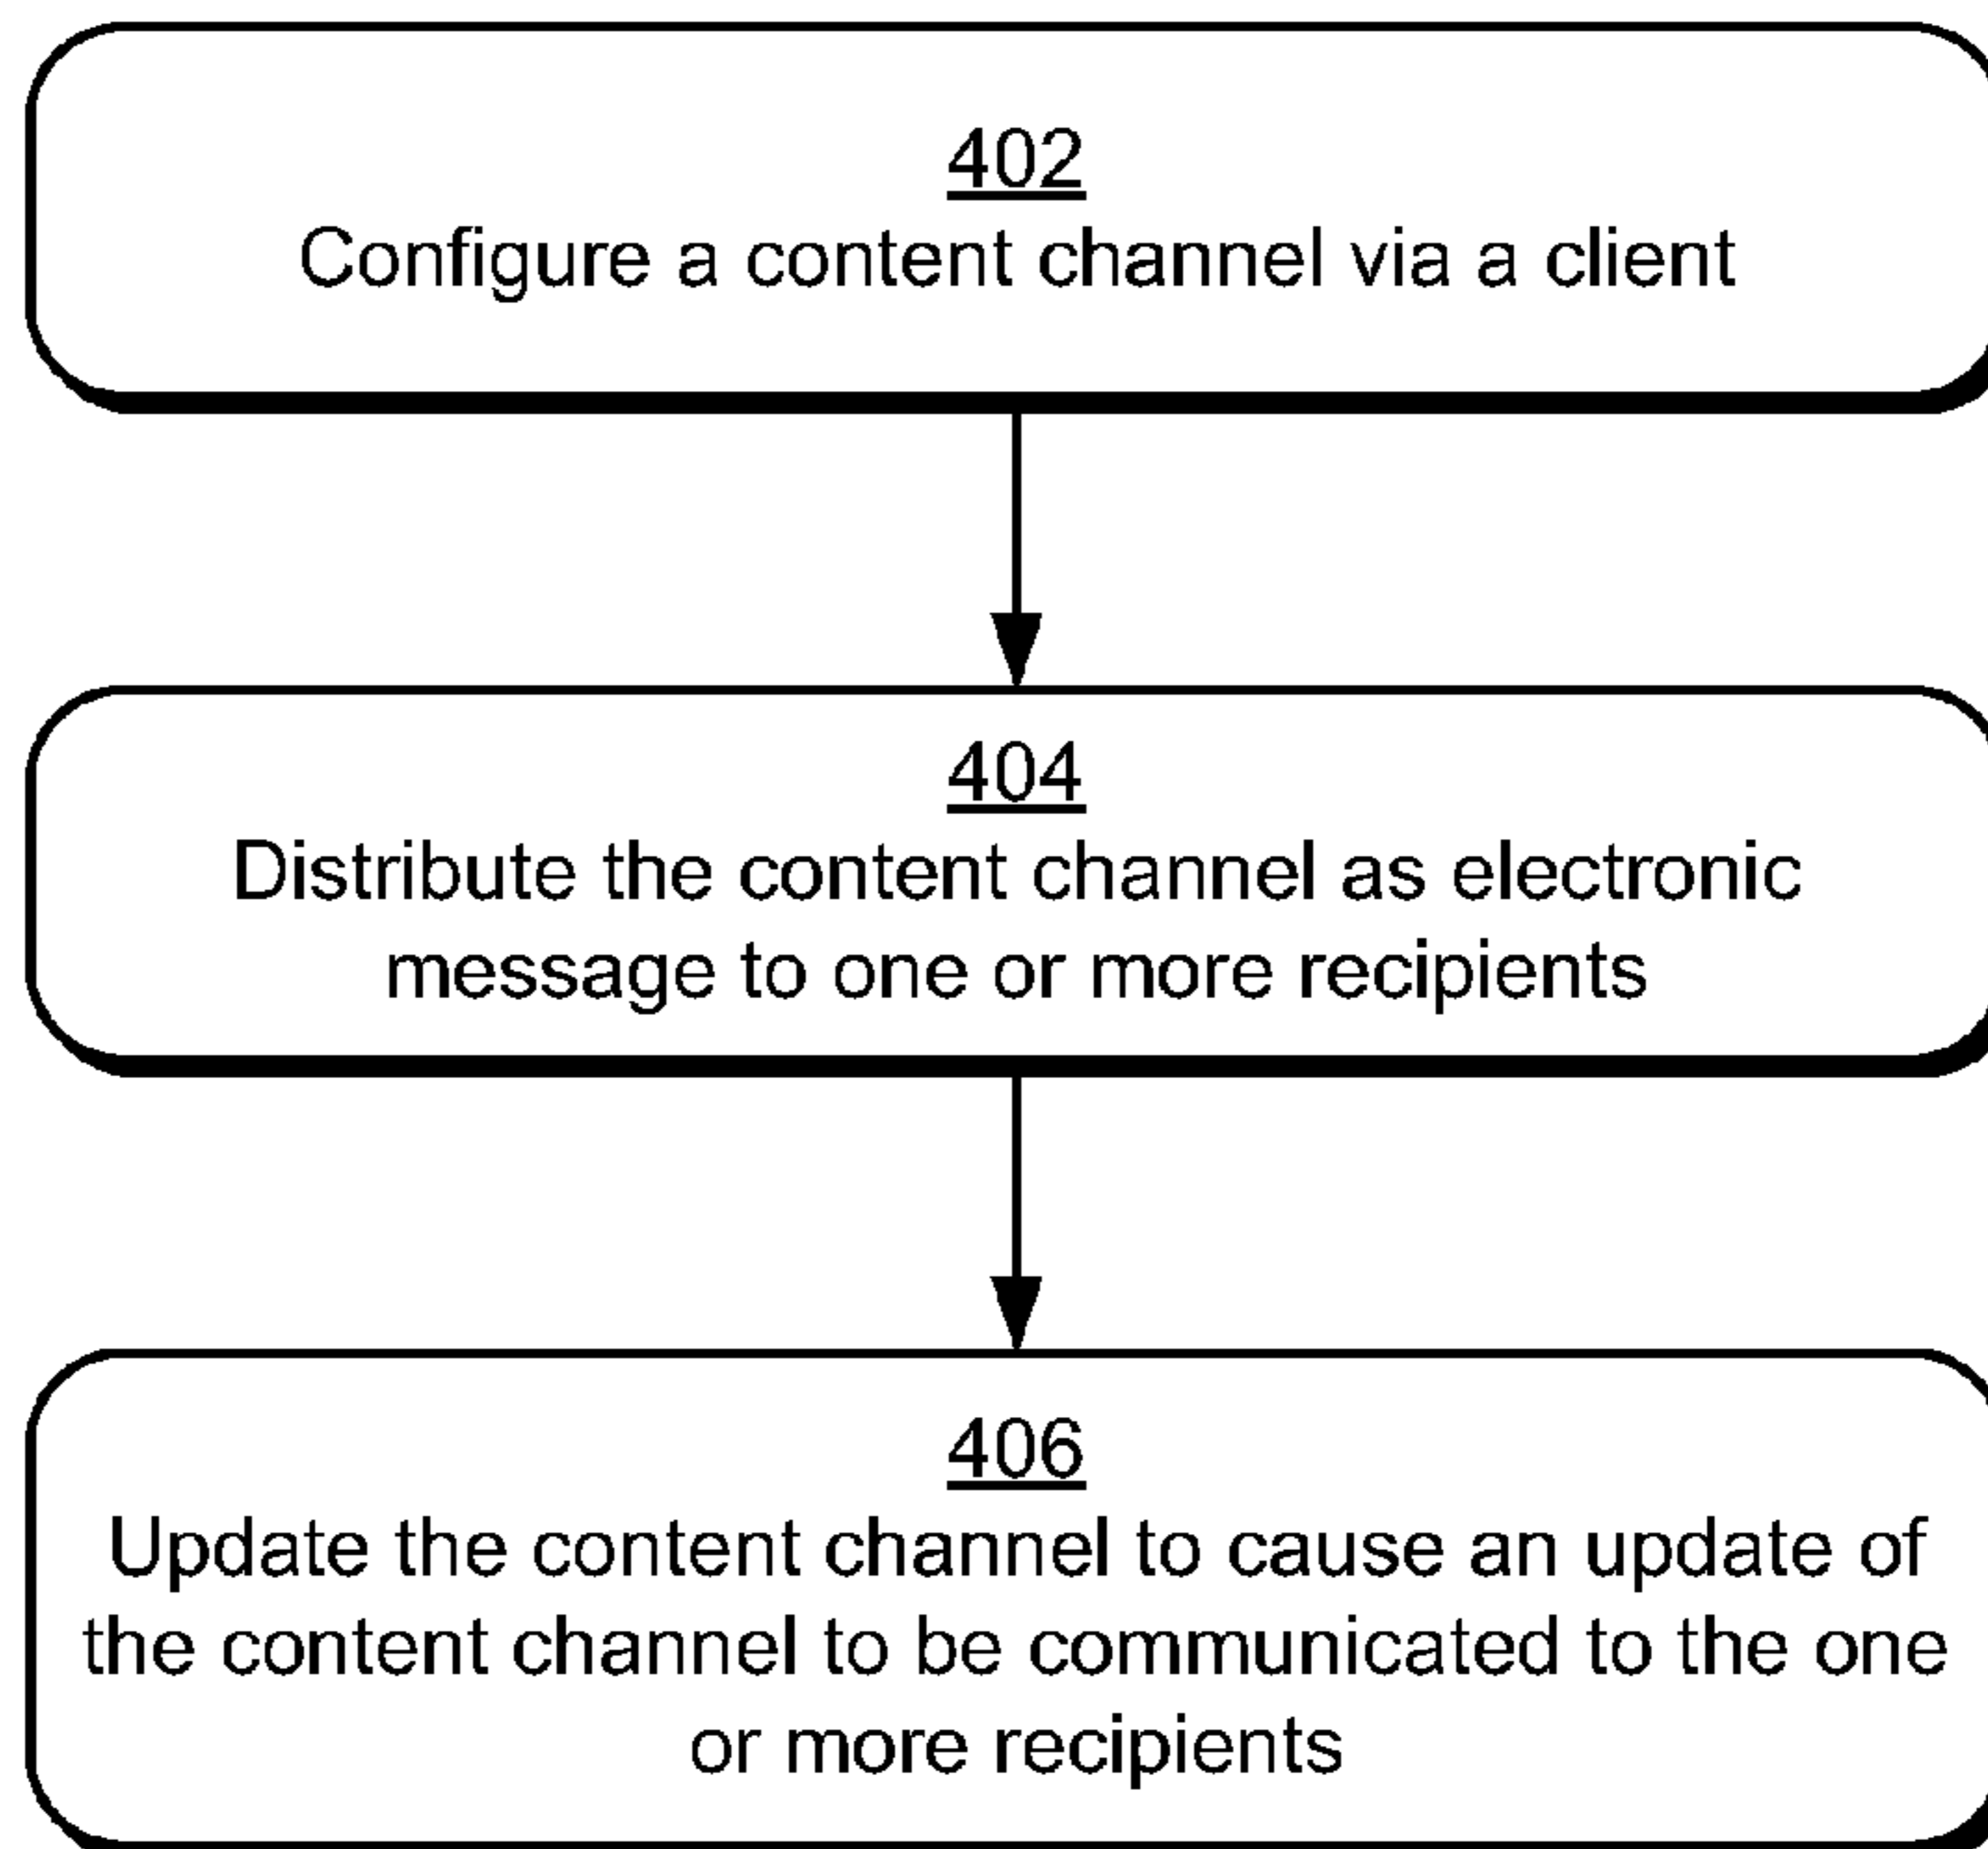 402
Configure a content channel via a client
404
Distribute the content channel as electronic
message to one or more recipients
406
Update the content channel to cause an update of
the content channel to be communicated to the one
or more recipients